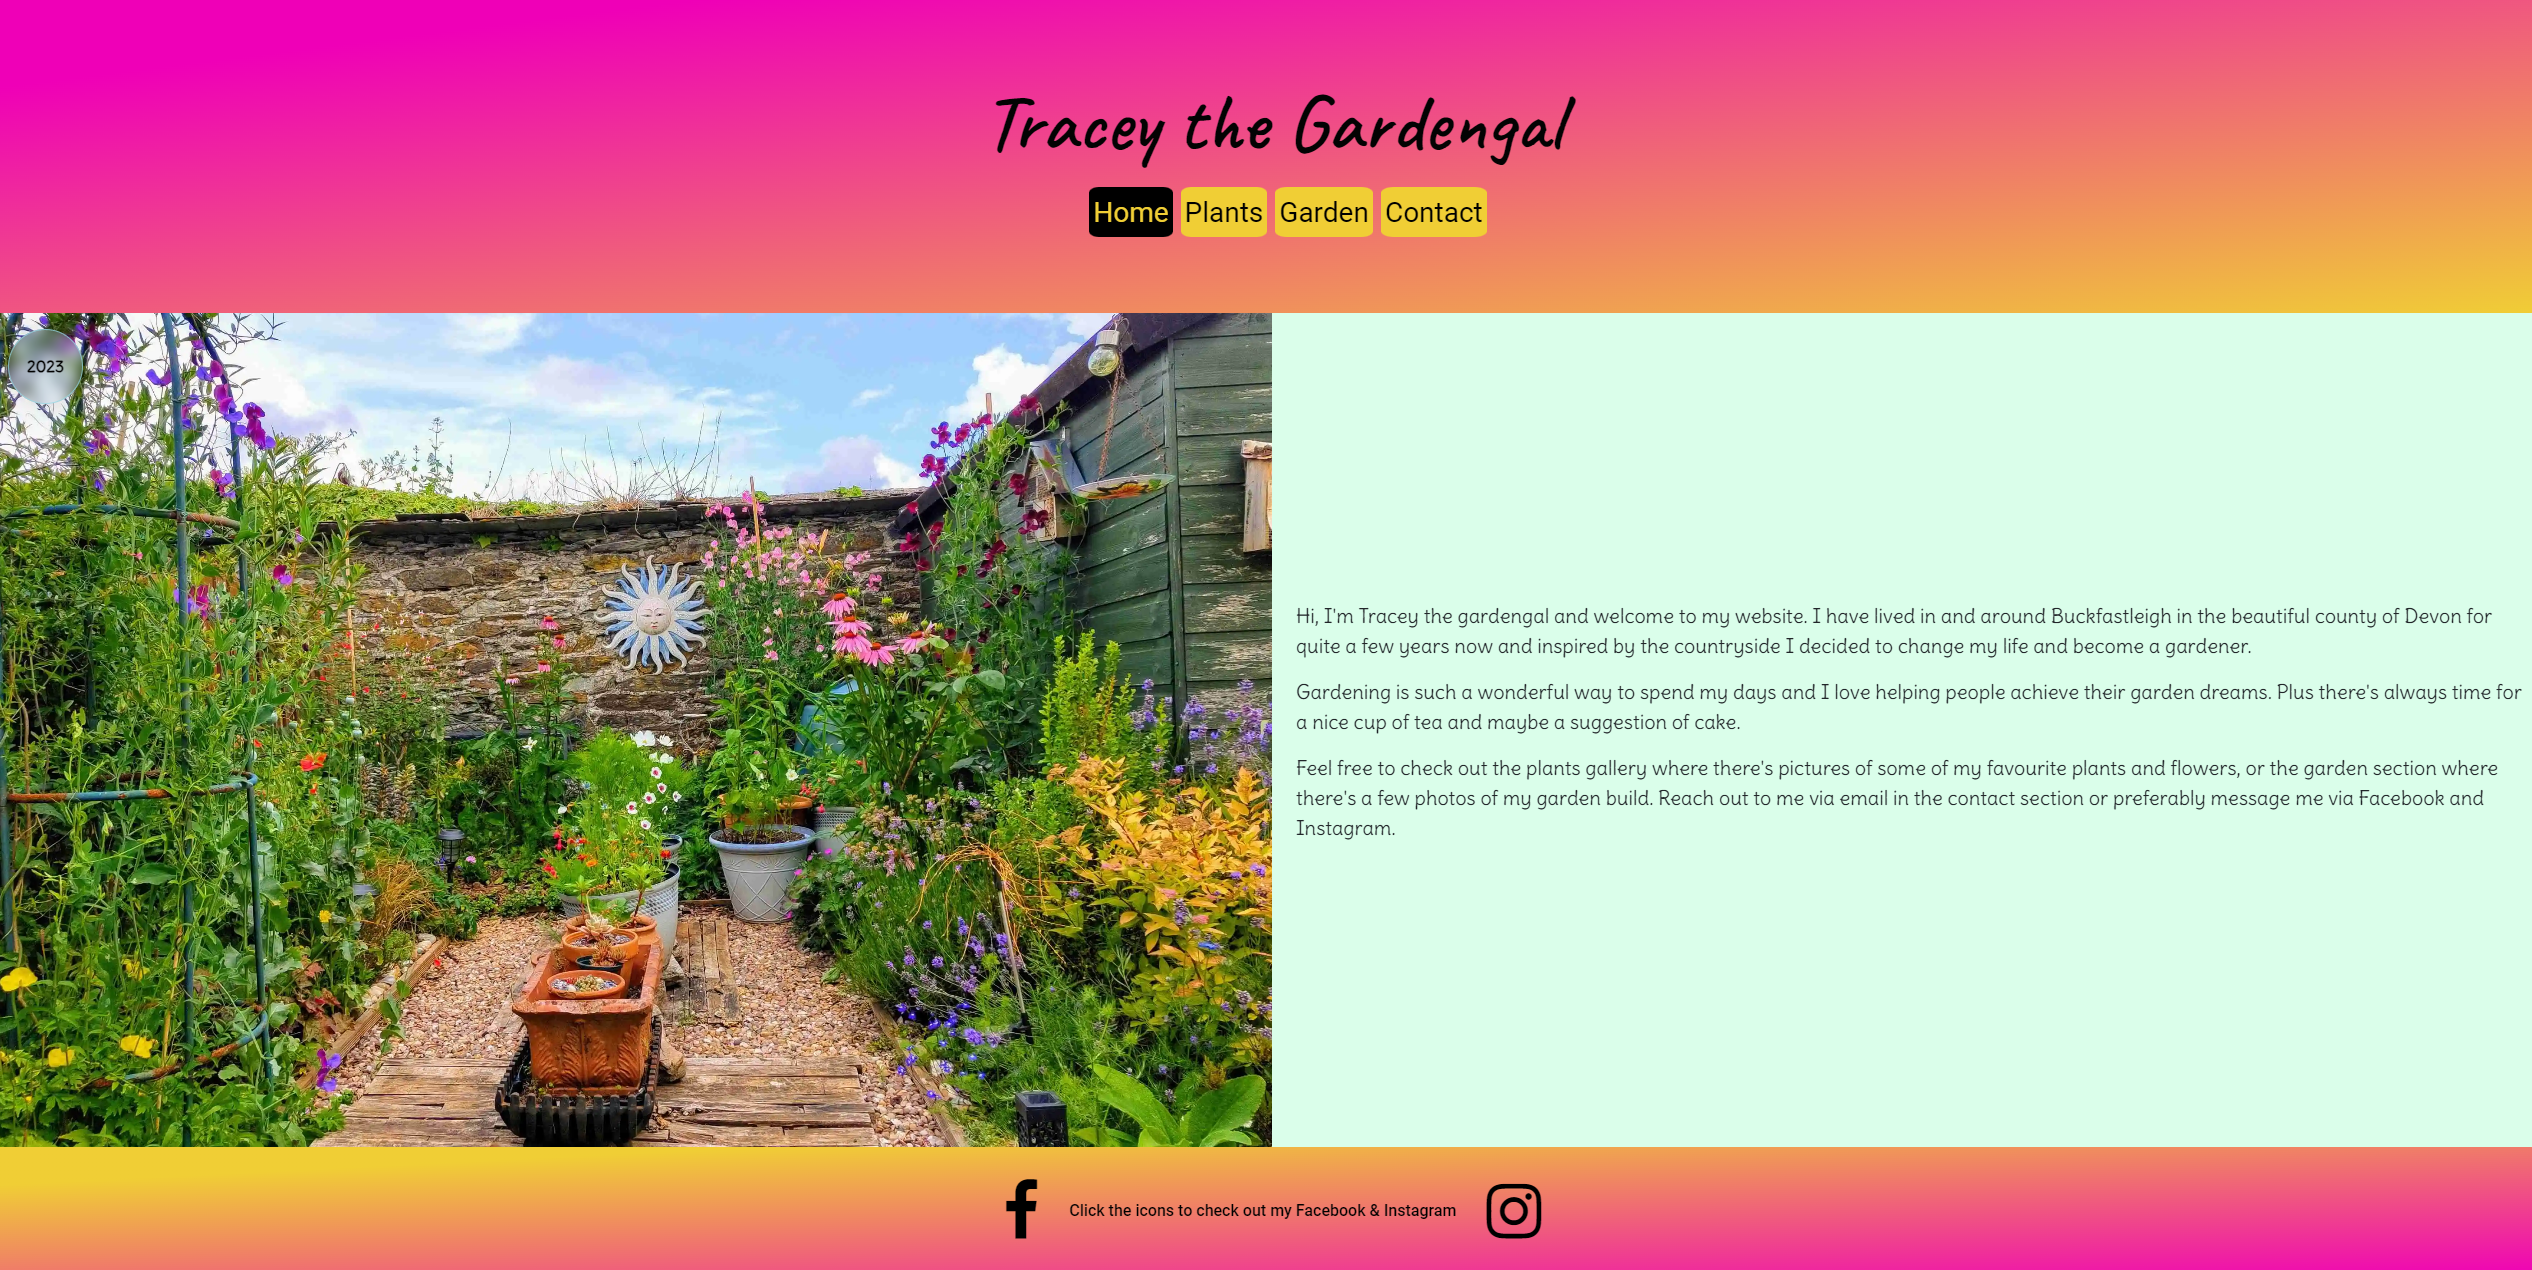 Tracey the Gardengal
Home Plants Garden Contact
2023
Hi, I'm Tracey the gardengal and welcome to my website. I have lived in and around Buckfastleigh in the beautiful county of Devon for
quite a few years now and inspired by the countryside I decided to change my life and become a gardener.
Gardening is such a wonderful way to spend my days and I love helping people achieve their garden dreams. Plus there's always time for
a nice cup of tea and maybe a suggestion of cake.
Feel free to check out the plants gallery where there's pictures of some of my favourite plants and flowers, or the garden section where
there's a few photos of my garden build. Reach out to me via email in the contact section or preferably message me via Facebook and
Instagram.
Click the icons to check out my Facebook & Instagram